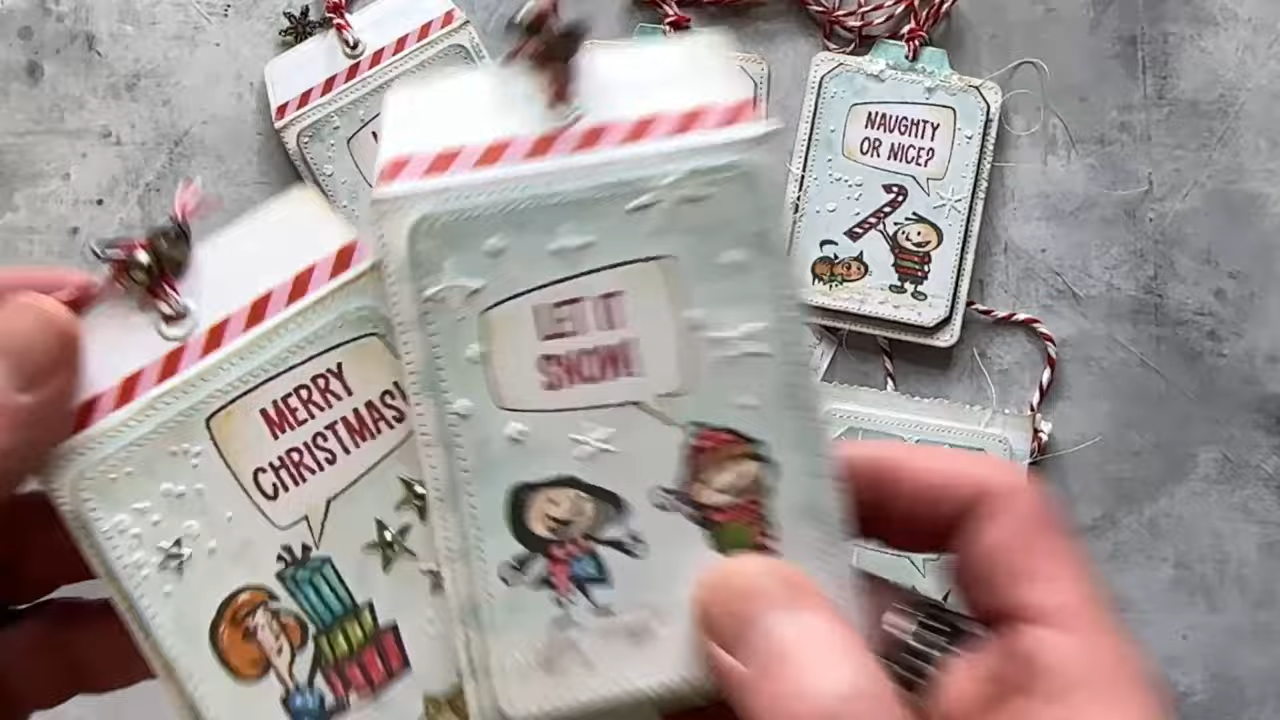 NAUGHTY
OR NICE?
LET IT
SNOW!
MERRY
CHRISTMAS!